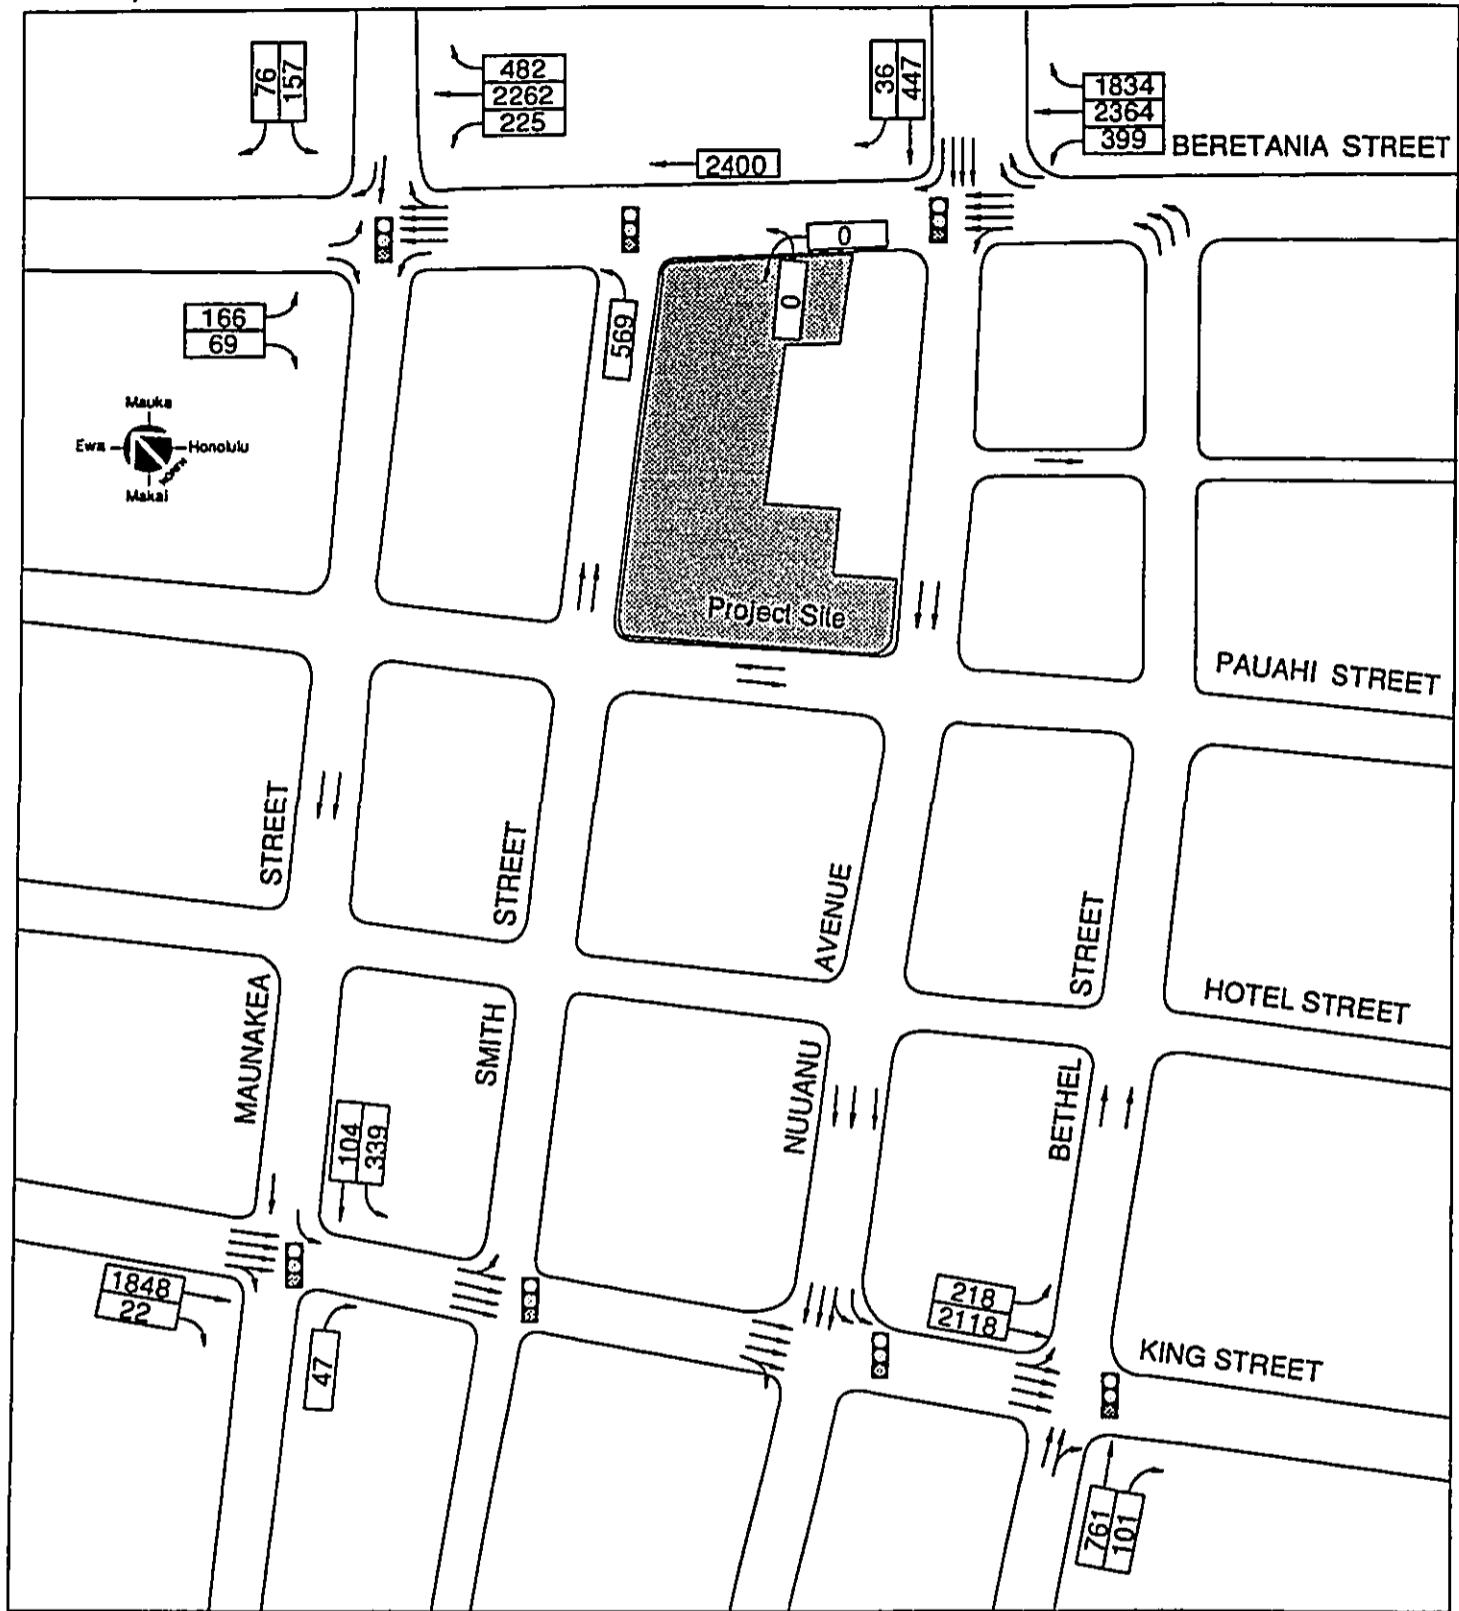 76
157
482
2262
225
36
447
1834
2364
399
BERETANIA STREET
2400
0
0
569
166
69
Mauka
Ewa
Honolulu
NORTH
Makai
Project Site
PAUAHI STREET
MAUNAKEA STREET
SMITH STREET
NUUANU AVENUE
BETHEL STREET
HOTEL STREET
104
339
1848
22
47
218
2118
KING STREET
761
101